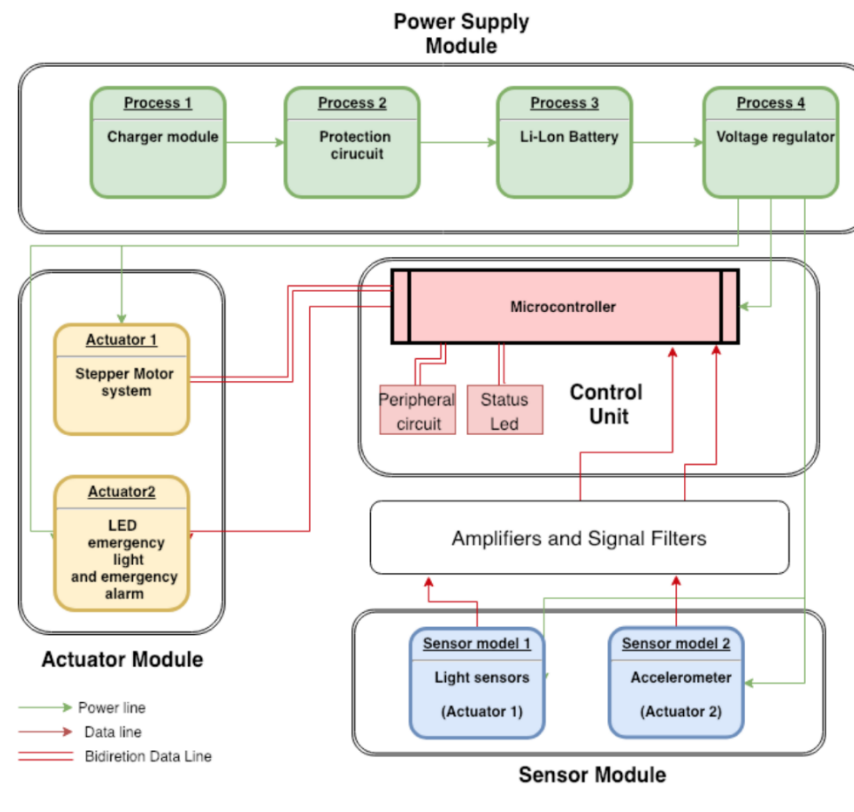 Power Supply
Module
Process 1
Charger module
Process 2
Protection
cirucuit
Process 3
Li-Lon Battery
Process 4
Voltage regulator
Actuator 1
Stepper Motor
system
Actuator2
LED
emergency
light
and emergency
alarm
Actuator Module
Microcontroller
Peripheral
circuit
Status
Led
Control
Unit
Amplifiers and Signal Filters
Sensor model 1
Light sensors
(Actuator 1)
Sensor model 2
Accelerometer
(Actuator 2)
Sensor Module
Power line
Data line
Bidiretion Data Line